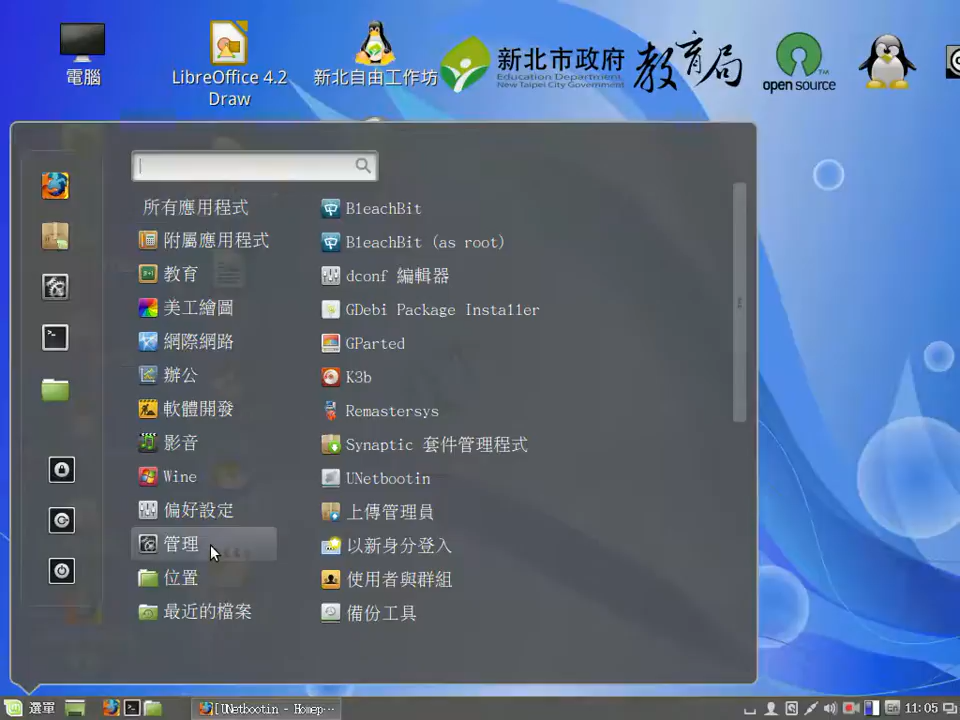 電腦
LibreOffice 4.2
Draw
新北自由工作坊
新北市政府
Education Department,
New Taipei City Government
教育局
open source
所有應用程式
附屬應用程式
教育
美工繪圖
網際網路
辦公
軟體開發
影音
Wine
偏好設定
管理
位置
最近的檔案
BleachBit
BleachBit (as root)
dconf 編輯器
GDebi Package Installer
GParted
K3b
Remastersys
Synaptic 套件管理程式
UNetbootin
上傳管理員
以新身分登入
使用者與群組
備份工具
選單
[UNetbootin - Homep…
En
11:05